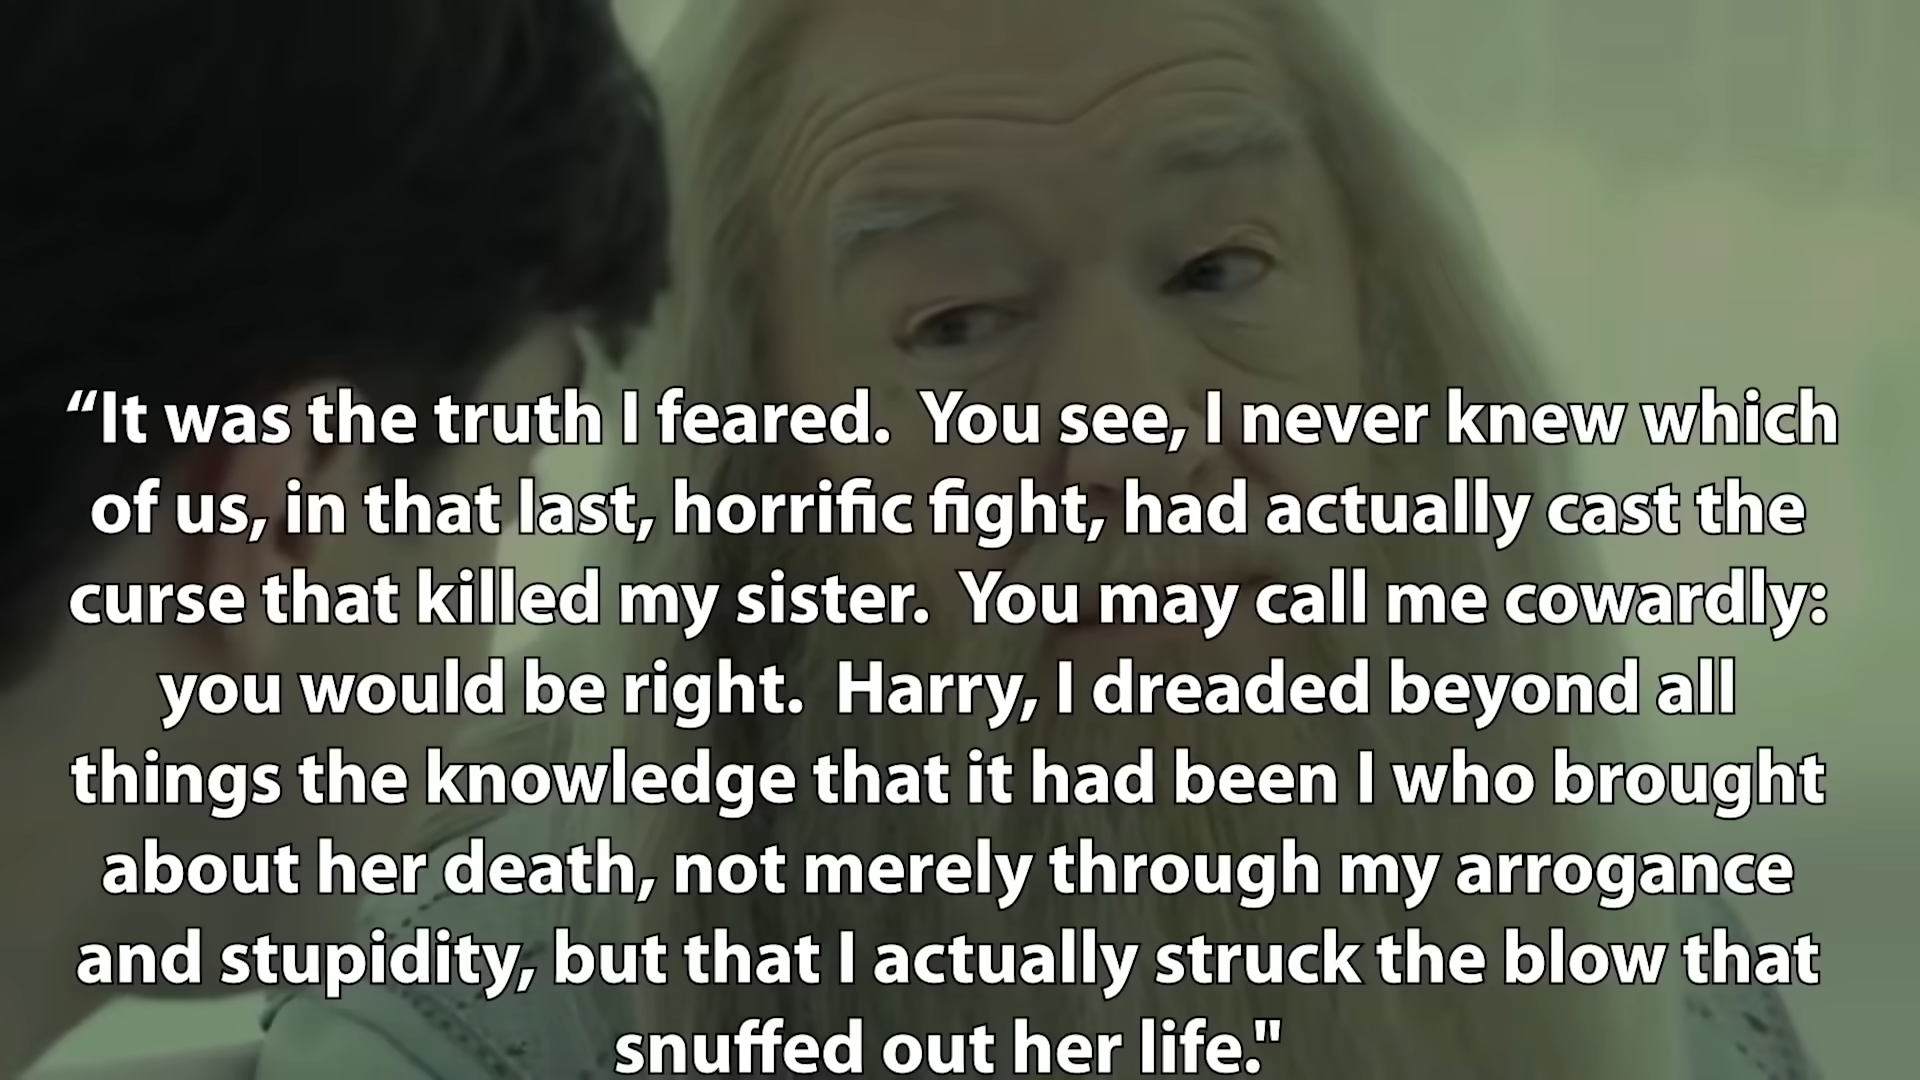 “It was the truth I feared.  You see, I never knew which
of us, in that last, horrific fight, had actually cast the
curse that killed my sister.  You may call me cowardly:
you would be right.  Harry, I dreaded beyond all
things the knowledge that it had been I who brought
about her death, not merely through my arrogance
and stupidity, but that I actually struck the blow that
snuffed out her life."